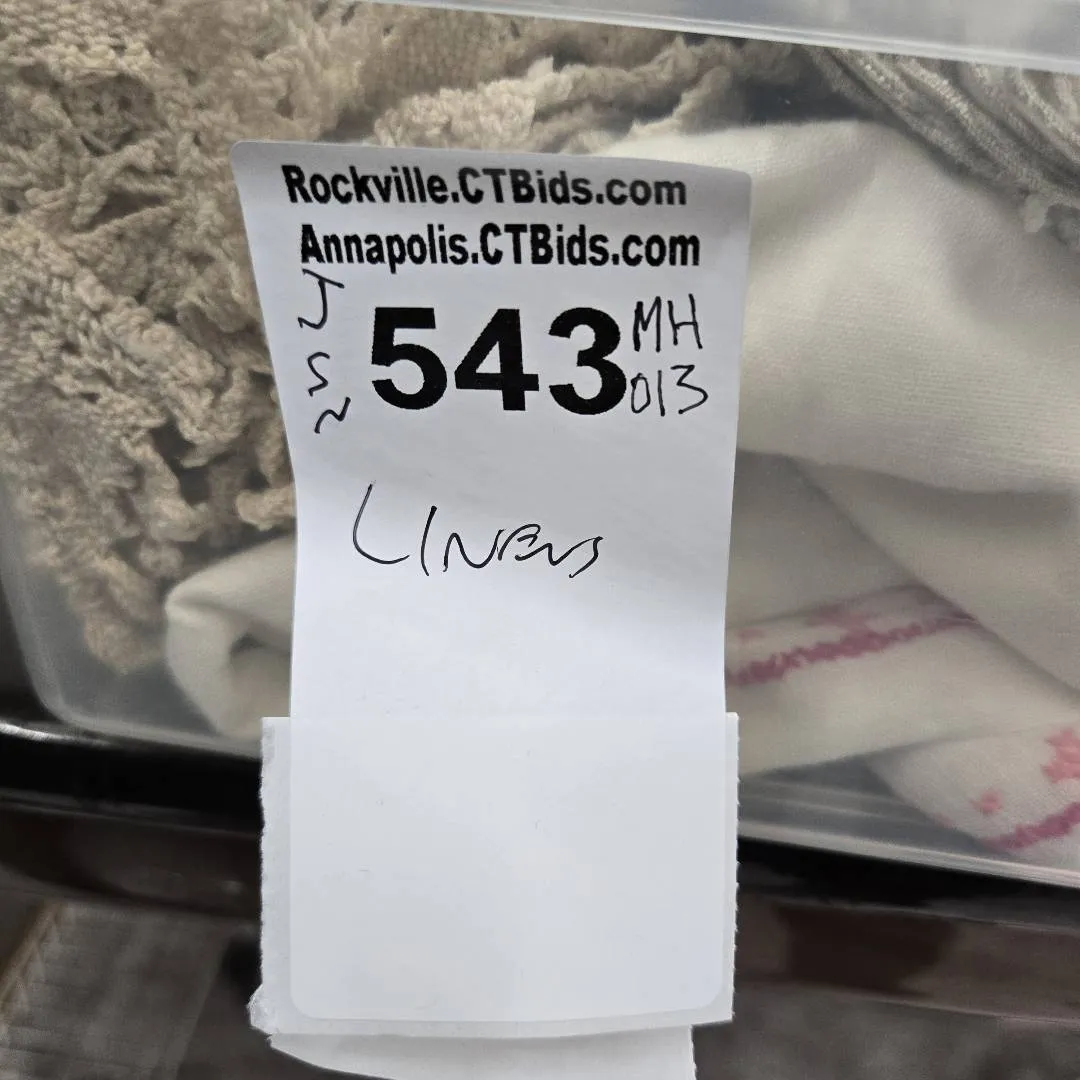 Rockville.CTBids.com
Annapolis.CTBids.com
543
MH
013
LINENS